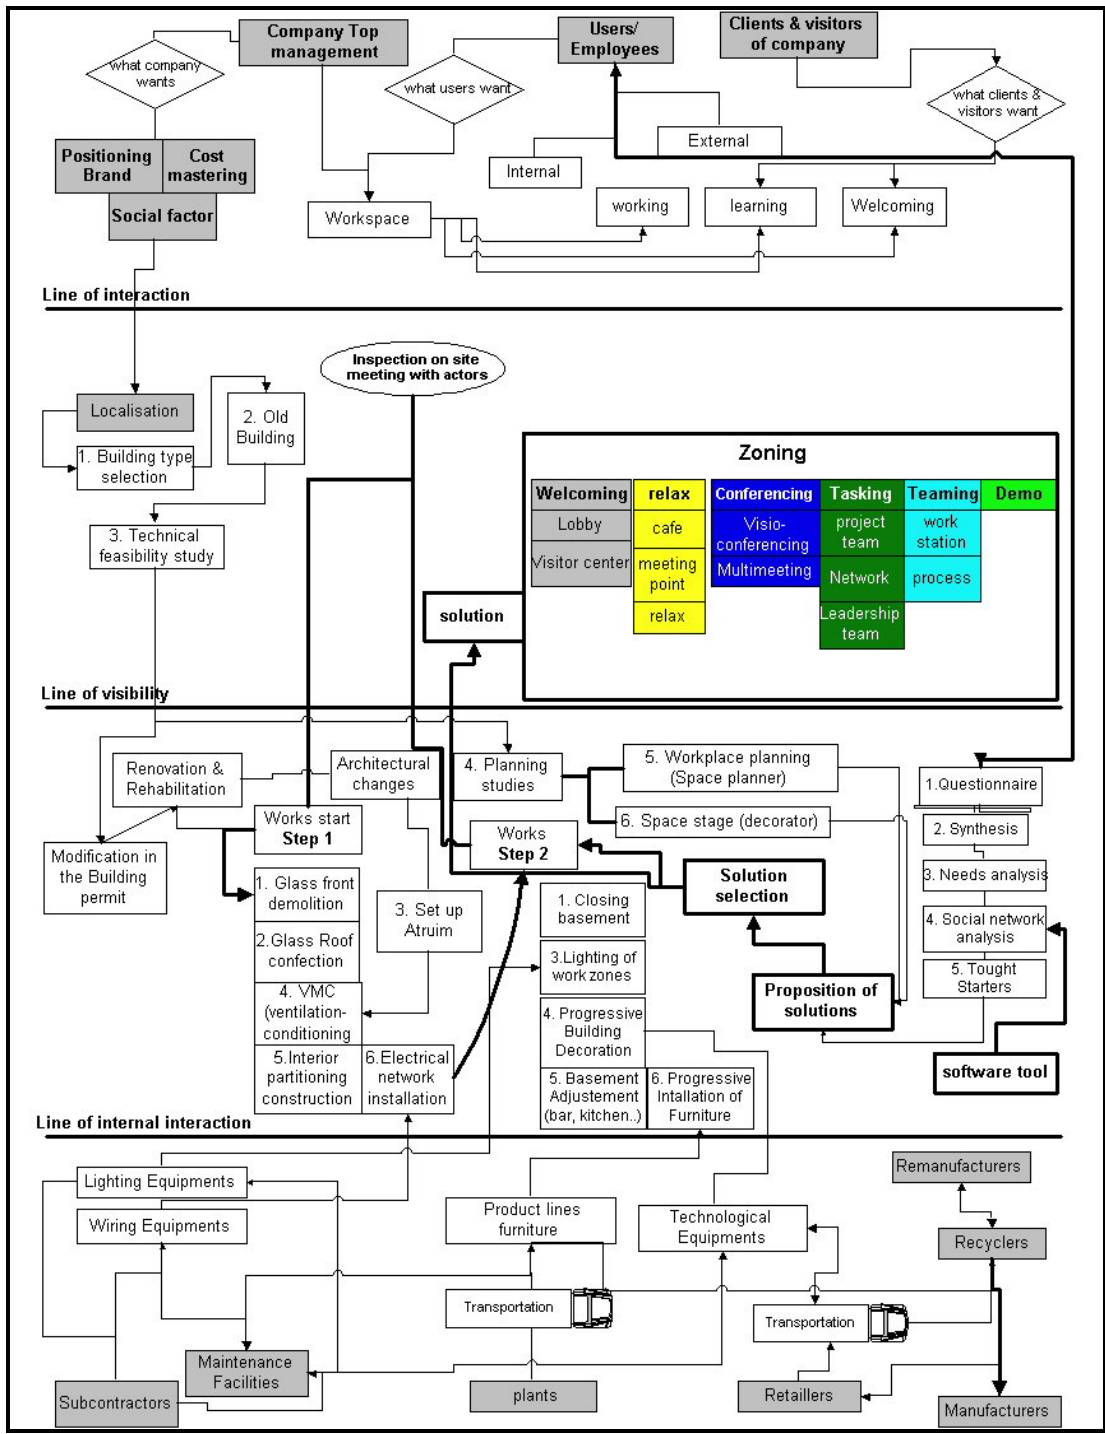 Company Top
management
Users/
Employees
Clients & visitors
of company
what company
wants
what users want
what clients &
visitors want
Positioning
Brand
Cost
mastering
Social factor
External
Internal
Workspace
working
learning
Welcoming
Line of interaction
Inspection on site
meeting with actors
Localisation
2. Old
Building
1. Building type
selection
3. Technical
feasibility study
Zoning
Welcoming
relax
Conferencing
Tasking
Teaming
Demo
Lobby
cafe
Visio-
conferencing
project
team
work
station
Visitor center
meeting
point
Multimeeting
Network
process
relax
Leadership
team
solution
Line of visibility
Renovation &
Rehabilitation
Architectural
changes
4. Planning
studies
5. Workplace planning
(Space planner)
1.Questionnaire
Works start
Step 1
Works
Step 2
6. Space stage (decorator)
2. Synthesis
Modification in
the Building
permit
1. Glass front
demolition
3. Set up
Atruim
1. Closing
basement
Solution
selection
3. Needs analysis
4. Social network
analysis
2.Glass Roof
confection
3.Lighting of
work zones
5. Tought
Starters
4. VMC
(ventilation-
conditioning
4. Progressive
Building
Decoration
Proposition of
solutions
5.Interior
partitioning
construction
6.Electrical
network
installation
5. Basement
Adjustement
(bar, kitchen..)
6. Progressive
Intallation of
Furniture
software tool
Line of internal interaction
Lighting Equipments
Remanufacturers
Wiring Equipments
Product lines
furniture
Technological
Equipments
Recyclers
Transportation
Transportation
Maintenance
Facilities
Subcontractors
plants
Retaillers
Manufacturers